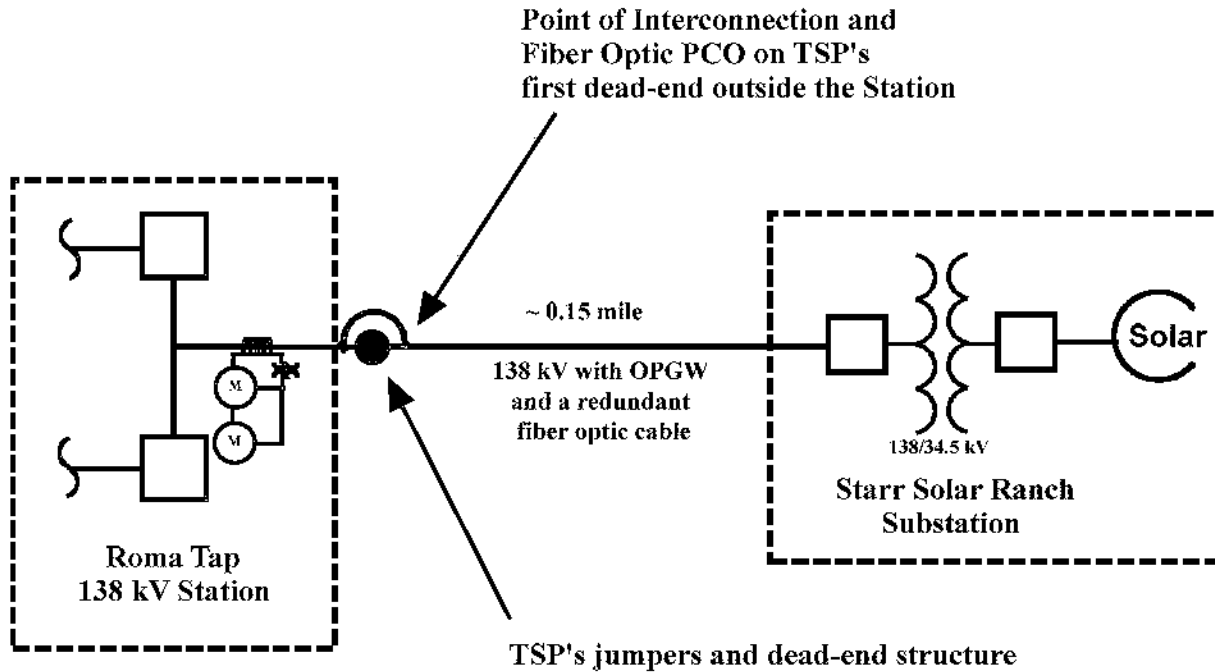 Point of Interconnection and
Fiber Optic PCO on TSP's
first dead-end outside the Station
~ 0.15 mile
138 kV with OPGW
and a redundant
fiber optic cable
M
M
Solar
138/34.5 kV
Starr Solar Ranch
Substation
Roma Tap
138 kV Station
TSP's jumpers and dead-end structure